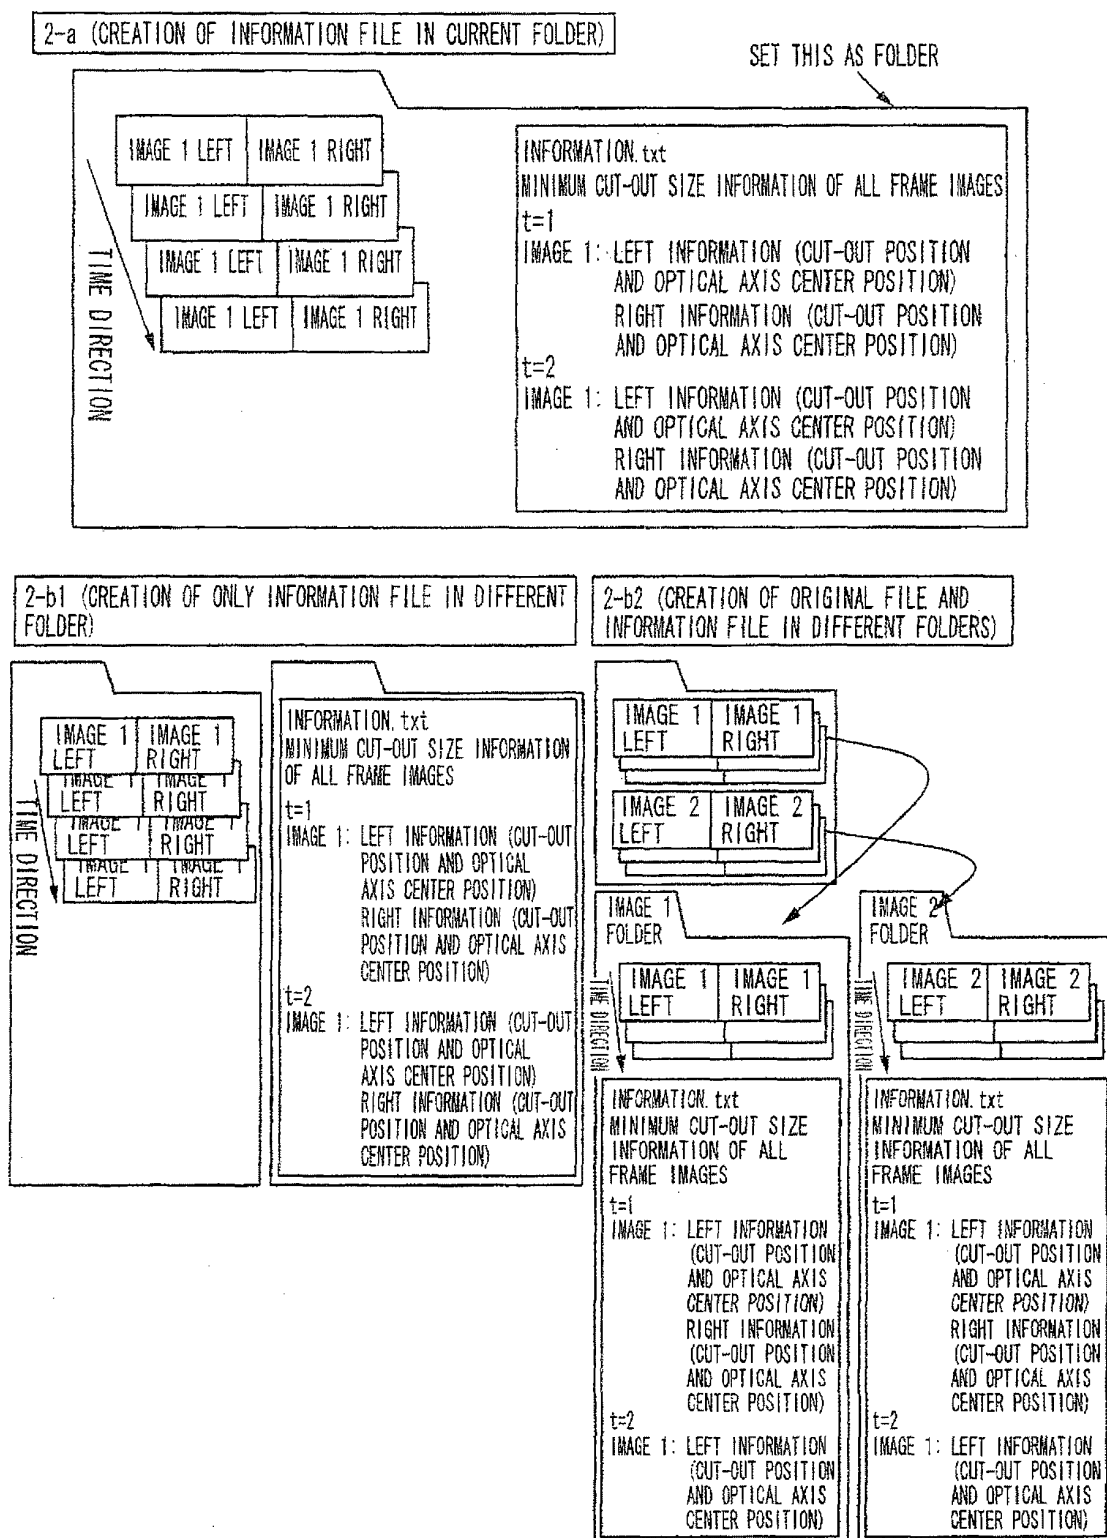 2-a (CREATION OF INFORMATION FILE IN CURRENT FOLDER)
SET THIS AS FOLDER
IMAGE 1 LEFT IMAGE 1 RIGHT
IMAGE 1 LEFT IMAGE 1 RIGHT
IMAGE 1 LEFT IMAGE 1 RIGHT
IMAGE 1 LEFT IMAGE 1 RIGHT
TIME DIRECTION
INFORMATION.txt
MINIMUM CUT-OUT SIZE INFORMATION OF ALL FRAME IMAGES
t=1
IMAGE 1: LEFT INFORMATION (CUT-OUT POSITION
AND OPTICAL AXIS CENTER POSITION)
RIGHT INFORMATION (CUT-OUT POSITION
AND OPTICAL AXIS CENTER POSITION)
t=2
IMAGE 1: LEFT INFORMATION (CUT-OUT POSITION
AND OPTICAL AXIS CENTER POSITION)
RIGHT INFORMATION (CUT-OUT POSITION
AND OPTICAL AXIS CENTER POSITION)
2-b1 (CREATION OF ONLY INFORMATION FILE IN DIFFERENT
FOLDER)
IMAGE 1 IMAGE 1
LEFT RIGHT
IMAGE 1 IMAGE 1
LEFT RIGHT
IMAGE 1 IMAGE 1
LEFT RIGHT
IMAGE 1 IMAGE 1
LEFT RIGHT
TIME DIRECTION
INFORMATION.txt
MINIMUM CUT-OUT SIZE INFORMATION
OF ALL FRAME IMAGES
t=1
IMAGE 1: LEFT INFORMATION (CUT-OUT
POSITION AND OPTICAL
AXIS CENTER POSITION)
RIGHT INFORMATION (CUT-OUT
POSITION AND OPTICAL AXIS
CENTER POSITION)
t=2
IMAGE 1: LEFT INFORMATION (CUT-OUT
POSITION AND OPTICAL
AXIS CENTER POSITION)
RIGHT INFORMATION (CUT-OUT
POSITION AND OPTICAL AXIS
CENTER POSITION)
2-b2 (CREATION OF ORIGINAL FILE AND
INFORMATION FILE IN DIFFERENT FOLDERS)
IMAGE 1 IMAGE 1
LEFT RIGHT
IMAGE 2 IMAGE 2
LEFT RIGHT
IMAGE 1
FOLDER
IMAGE 1 IMAGE 1
LEFT RIGHT
TIME DIRECTION
INFORMATION.txt
MINIMUM CUT-OUT SIZE
INFORMATION OF ALL
FRAME IMAGES
t=1
IMAGE 1: LEFT INFORMATION
(CUT-OUT POSITION
AND OPTICAL AXIS
CENTER POSITION)
RIGHT INFORMATION
(CUT-OUT POSITION
AND OPTICAL AXIS
CENTER POSITION)
t=2
IMAGE 1: LEFT INFORMATION
(CUT-OUT POSITION
AND OPTICAL AXIS
CENTER POSITION)
IMAGE 2
FOLDER
IMAGE 2 IMAGE 2
LEFT RIGHT
TIME DIRECTION
INFORMATION.txt
MINIMUM CUT-OUT SIZE
INFORMATION OF ALL
FRAME IMAGES
t=1
IMAGE 1: LEFT INFORMATION
(CUT-OUT POSITION
AND OPTICAL AXIS
CENTER POSITION)
RIGHT INFORMATION
(CUT-OUT POSITION
AND OPTICAL AXIS
CENTER POSITION)
t=2
IMAGE 1: LEFT INFORMATION
(CUT-OUT POSITION
AND OPTICAL AXIS
CENTER POSITION)